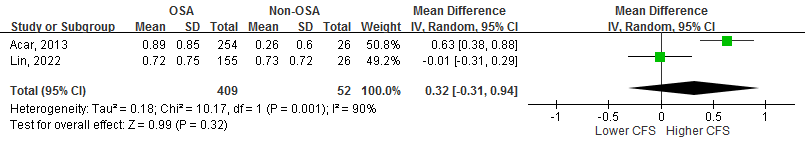 OSA Non-OSA Mean Difference Mean Difference
Study or Subgroup Mean SD Total Mean SD Total Weight IV, Random, 95% CI IV, Random, 95% CI
Acar, 2013 0.89 0.85 254 0.26 0.6 26 50.8% 0.63 [0.38, 0.88]
Lin, 2022 0.72 0.75 155 0.73 0.72 26 49.2% -0.01 [-0.31, 0.29]
Total (95% CI) 409 52 100.0% 0.32 [-0.31, 0.94]
Heterogeneity: Tau² = 0.18; Chi² = 10.17, df = 1 (P = 0.001); I² = 90%
Test for overall effect: Z = 0.99 (P = 0.32)
-1 -0.5 0 0.5 1
Lower CFS Higher CFS